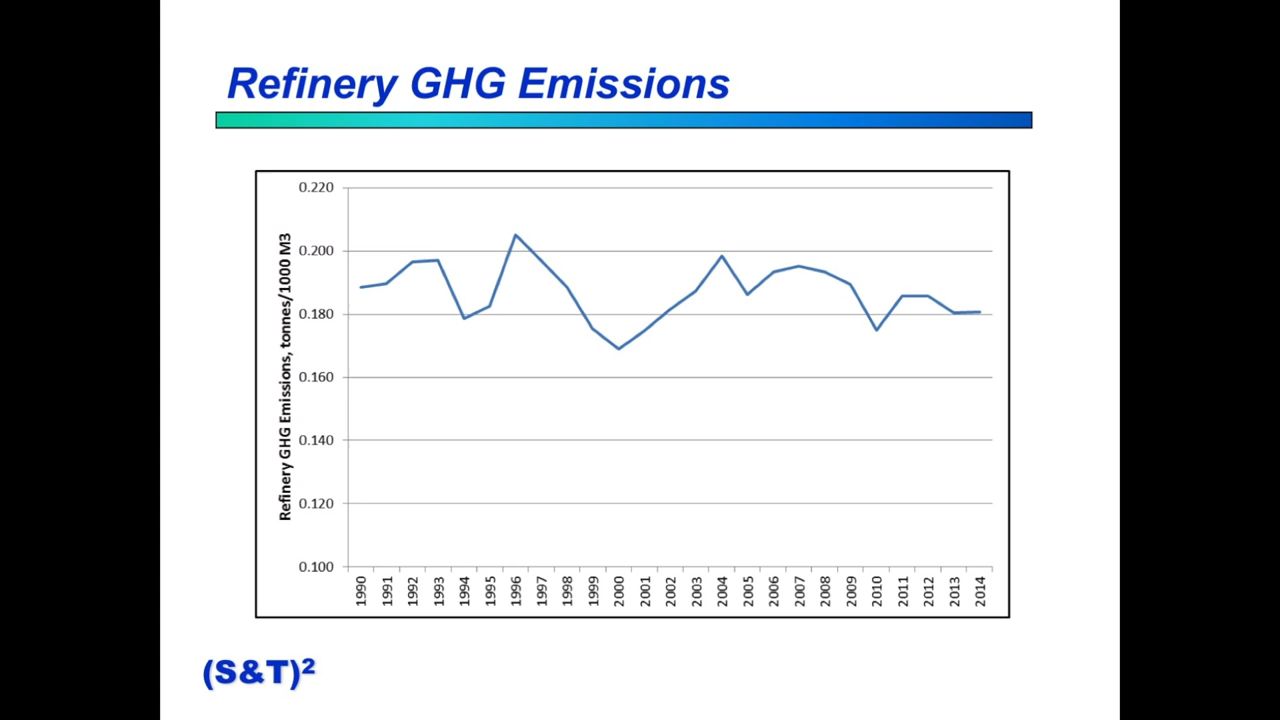 Refinery GHG Emissions
Refinery GHG Emissions, tonnes/1000 M3
0.220
0.200
0.180
0.160
0.140
0.120
0.100
1990 1991 1992 1993 1994 1995 1996 1997 1998 1999 2000 2001 2002 2003 2004 2005 2006 2007 2008 2009 2010 2011 2012 2013 2014
(S&T)²